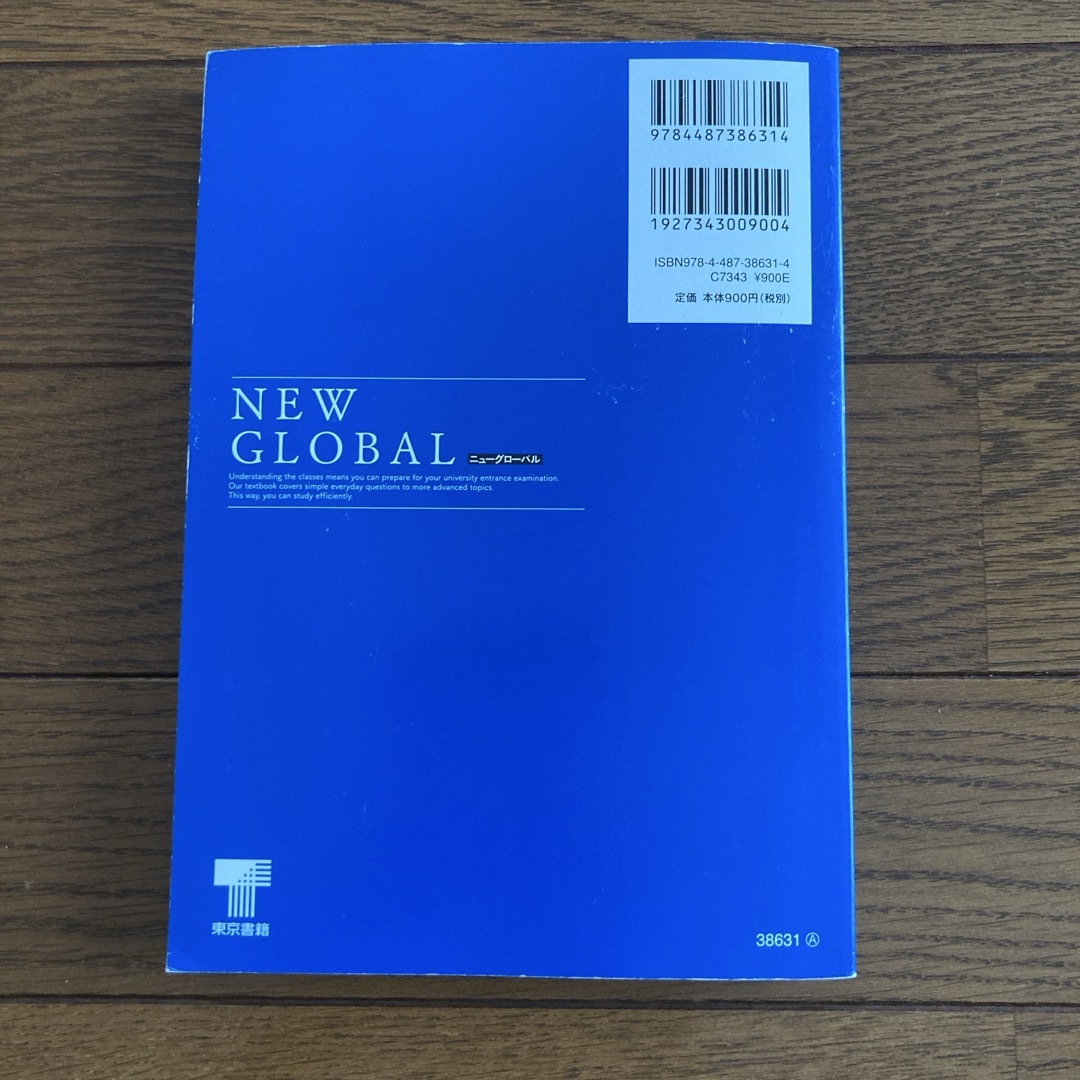 9784487386314
1927343009004
ISBN978-4-487-38631-4
C7343 ¥900E
定価 本体900円(税別)
NEW
GLOBAL ニューグローバル
Understanding the classes means you can prepare for your university entrance examination.
Our textbook covers simple everyday questions to more advanced topics.
This way, you can study efficiently.
東京書籍
38631 Ⓐ